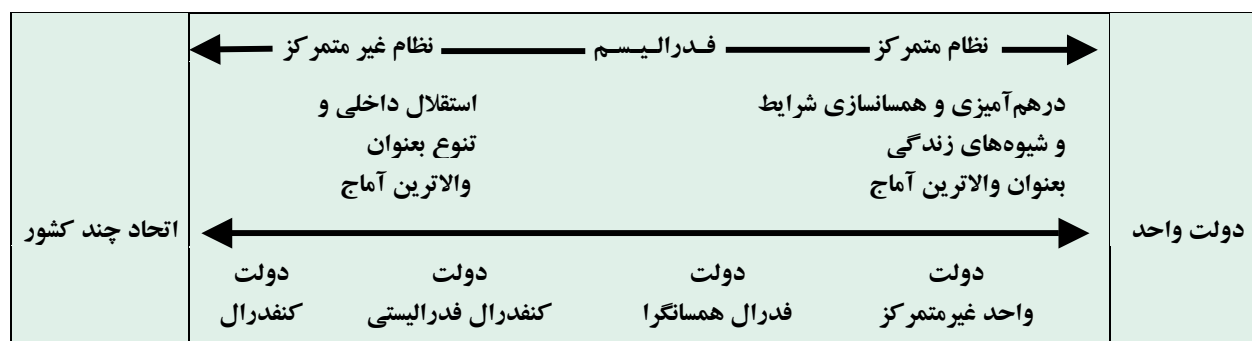 نظام متمرکز فـدرالـیـسـم نظام غیر متمرکز
درهم‌آمیزی و همسانسازی شرایط استقلال داخلی و
و شیوه‌های زندگی تنوع بعنوان
بعنوان والاترین آماج والاترین آماج
دولت واحد اتحاد چند کشور
دولت دولت دولت دولت
واحد غیرمتمرکز فدرال همسانگرا کنفدرال فدرالیستی کنفدرال